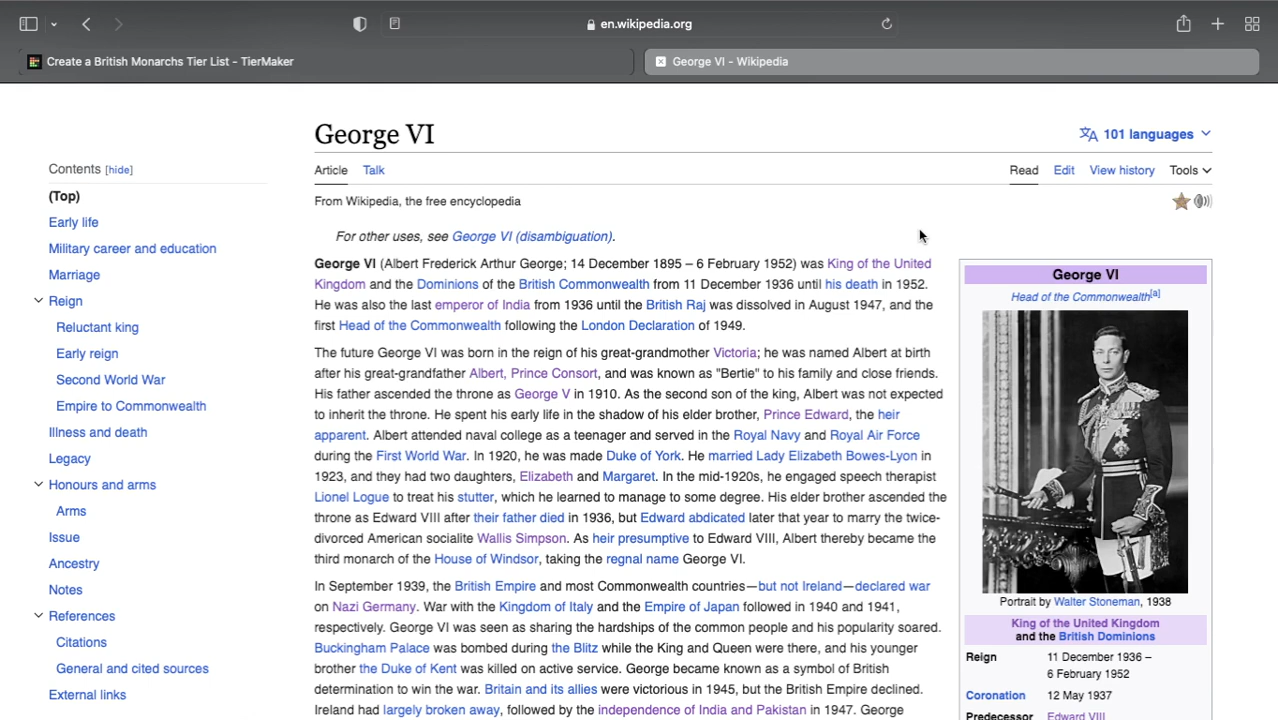 en.wikipedia.org
Create a British Monarchs Tier List - TierMaker
George VI - Wikipedia
George VI
101 languages
Contents [hide]
(Top)
Early life
Military career and education
Marriage
Reign
Reluctant king
Early reign
Second World War
Empire to Commonwealth
Illness and death
Legacy
Honours and arms
Arms
Issue
Ancestry
Notes
References
Citations
General and cited sources
External links
Article Talk
Read Edit View history Tools
From Wikipedia, the free encyclopedia
For other uses, see George VI (disambiguation).
George VI (Albert Frederick Arthur George; 14 December 1895 – 6 February 1952) was King of the United
Kingdom and the Dominions of the British Commonwealth from 11 December 1936 until his death in 1952.
He was also the last emperor of India from 1936 until the British Raj was dissolved in August 1947, and the
first Head of the Commonwealth following the London Declaration of 1949.
The future George VI was born in the reign of his great-grandmother Victoria; he was named Albert at birth
after his great-grandfather Albert, Prince Consort, and was known as "Bertie" to his family and close friends.
His father ascended the throne as George V in 1910. As the second son of the king, Albert was not expected
to inherit the throne. He spent his early life in the shadow of his elder brother, Prince Edward, the heir
apparent. Albert attended naval college as a teenager and served in the Royal Navy and Royal Air Force
during the First World War. In 1920, he was made Duke of York. He married Lady Elizabeth Bowes-Lyon in
1923, and they had two daughters, Elizabeth and Margaret. In the mid-1920s, he engaged speech therapist
Lionel Logue to treat his stutter, which he learned to manage to some degree. His elder brother ascended the
throne as Edward VIII after their father died in 1936, but Edward abdicated later that year to marry the twice-
divorced American socialite Wallis Simpson. As heir presumptive to Edward VIII, Albert thereby became the
third monarch of the House of Windsor, taking the regnal name George VI.
In September 1939, the British Empire and most Commonwealth countries—but not Ireland—declared war
on Nazi Germany. War with the Kingdom of Italy and the Empire of Japan followed in 1940 and 1941,
respectively. George VI was seen as sharing the hardships of the common people and his popularity soared.
Buckingham Palace was bombed during the Blitz while the King and Queen were there, and his younger
brother the Duke of Kent was killed on active service. George became known as a symbol of British
determination to win the war. Britain and its allies were victorious in 1945, but the British Empire declined.
Ireland had largely broken away, followed by the independence of India and Pakistan in 1947. George
George VI
Head of the Commonwealth[a]
Portrait by Walter Stoneman, 1938
King of the United Kingdom
and the British Dominions
Reign 11 December 1936 –
6 February 1952
Coronation 12 May 1937
Predecessor Edward VIII